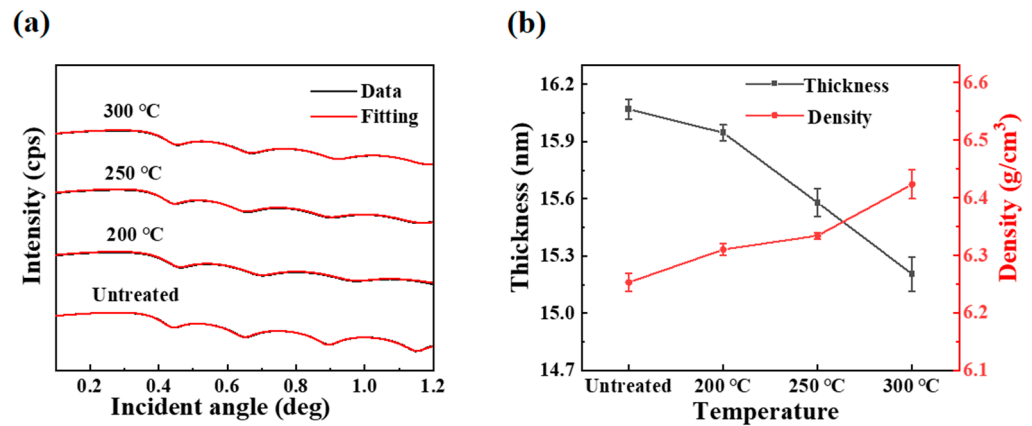 (a)
Intensity (cps)
Data
Fitting
300 ℃
250 ℃
200 ℃
Untreated
0.2 0.4 0.6 0.8 1.0 1.2
Incident angle (deg)
(b)
Thickness (nm)
16.2
15.9
15.6
15.3
15.0
14.7
Thickness
Density
6.6
6.5
6.4
6.3
6.2
6.1
Density (g/cm³)
Untreated 200 ℃ 250 ℃ 300 ℃
Temperature